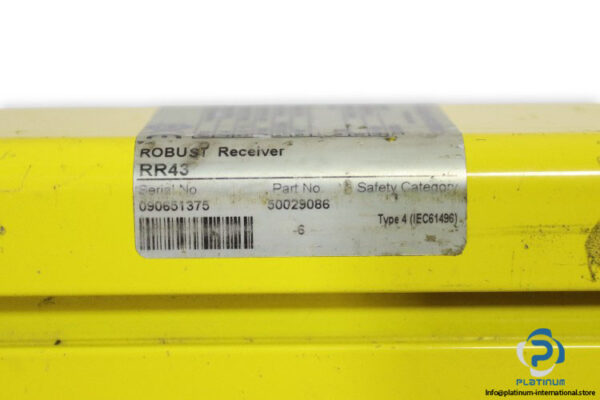 ROBUST Receiver
RR43
Serial No Part No Safety Category
090651375 50029086
-6 Type 4 (IEC61496)
PLATINUM
Info@platinum-international.store